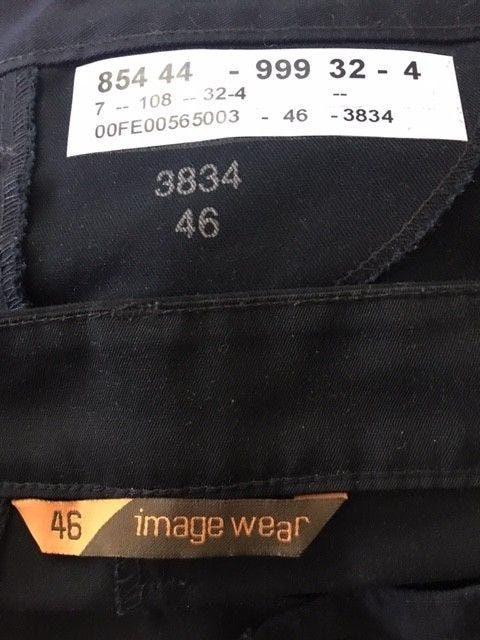 854 44 - 999 32 - 4
7 -- 108 -- 32-4 --
00FE00565003 - 46 - 3834
3834
46
46 image wear